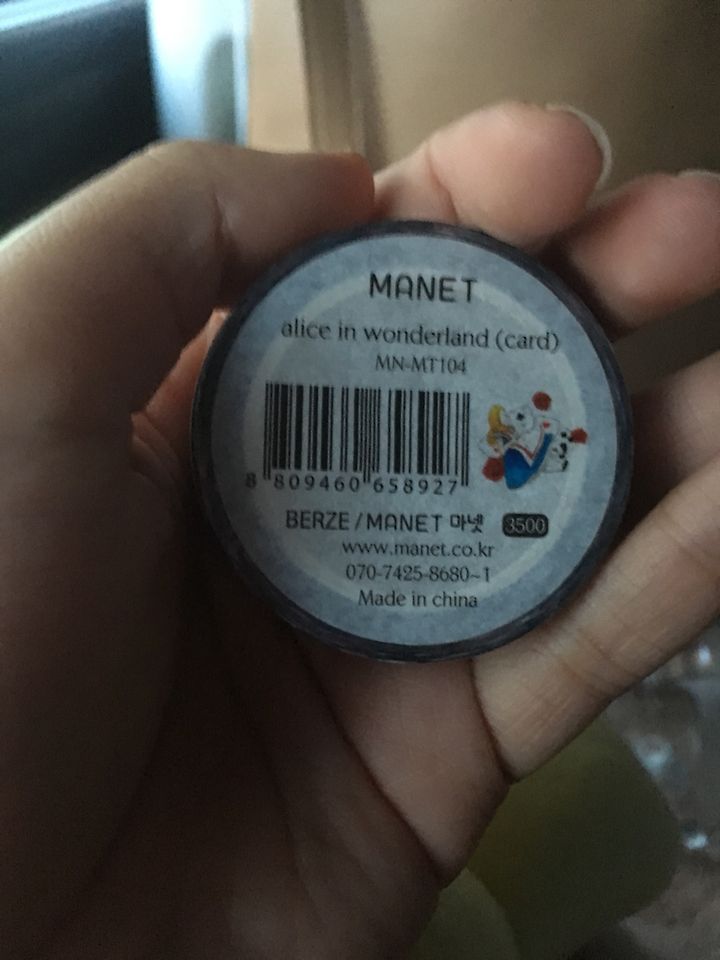 MANET
alice in wonderland (card)
MN-MT104
8 809460 658927
BERZE/MANET 마넷 3500
www.manet.co.kr
070-7425-8680~1
Made in china